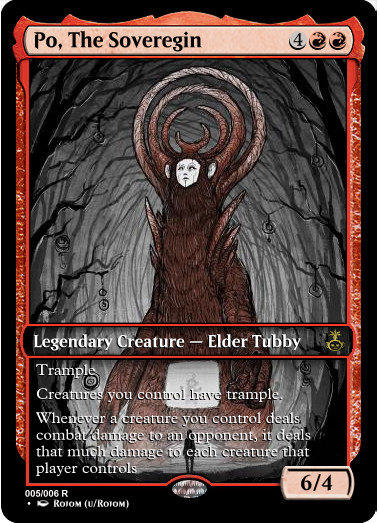 Po, The Soveregin 4
Legendary Creature — Elder Tubby
Trample
Creatures you control have trample.
Whenever a creature you control deals
combat damage to an opponent, it deals
that much damage to each creature that
player controls
6/4
005/006 R
• Rotom (u/Rotom)